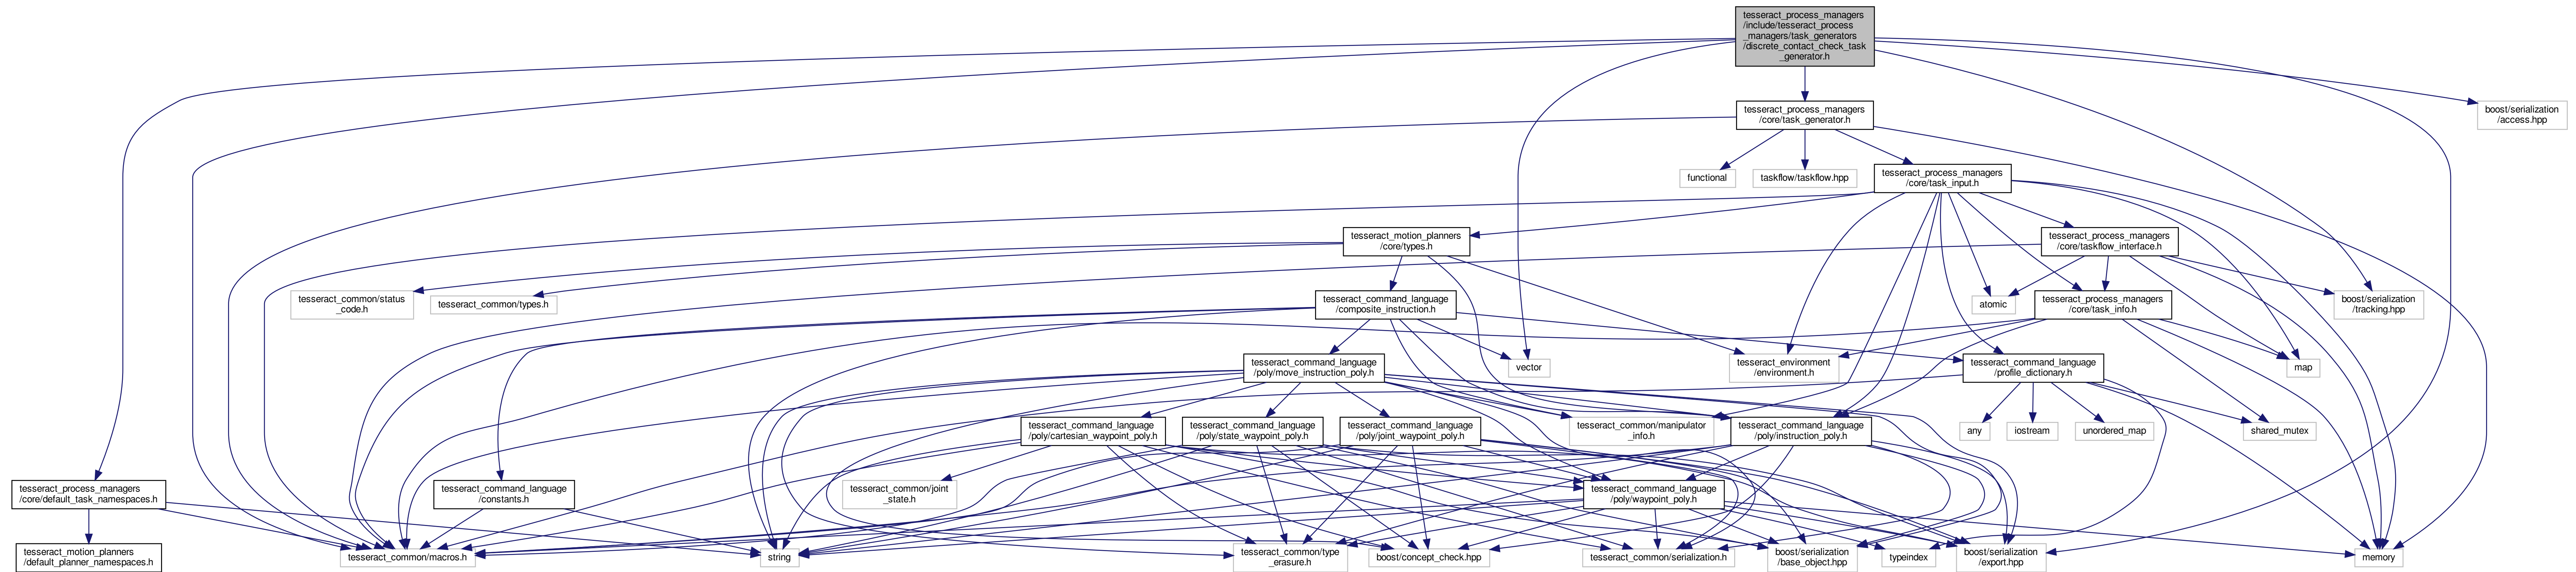 tesseract_process_managers
/include/tesseract_process
_managers/task_generators
/discrete_contact_check_task
_generator.h
tesseract_process_managers
/core/task_generator.h
boost/serialization
/access.hpp
functional
taskflow/taskflow.hpp
tesseract_process_managers
/core/task_input.h
tesseract_motion_planners
/core/types.h
tesseract_process_managers
/core/taskflow_interface.h
tesseract_common/status
_code.h
tesseract_common/types.h
tesseract_command_language
/composite_instruction.h
atomic
tesseract_process_managers
/core/task_info.h
boost/serialization
/tracking.hpp
tesseract_command_language
/poly/move_instruction_poly.h
vector
tesseract_environment
/environment.h
tesseract_command_language
/profile_dictionary.h
map
tesseract_command_language
/poly/cartesian_waypoint_poly.h
tesseract_command_language
/poly/state_waypoint_poly.h
tesseract_command_language
/poly/joint_waypoint_poly.h
tesseract_common/manipulator
_info.h
tesseract_command_language
/poly/instruction_poly.h
any
iostream
unordered_map
shared_mutex
tesseract_process_managers
/core/default_task_namespaces.h
tesseract_command_language
/constants.h
tesseract_common/joint
_state.h
tesseract_command_language
/poly/waypoint_poly.h
tesseract_motion_planners
/default_planner_namespaces.h
tesseract_common/macros.h
string
tesseract_common/type
_erasure.h
boost/concept_check.hpp
tesseract_common/serialization.h
boost/serialization
/base_object.hpp
typeindex
boost/serialization
/export.hpp
memory